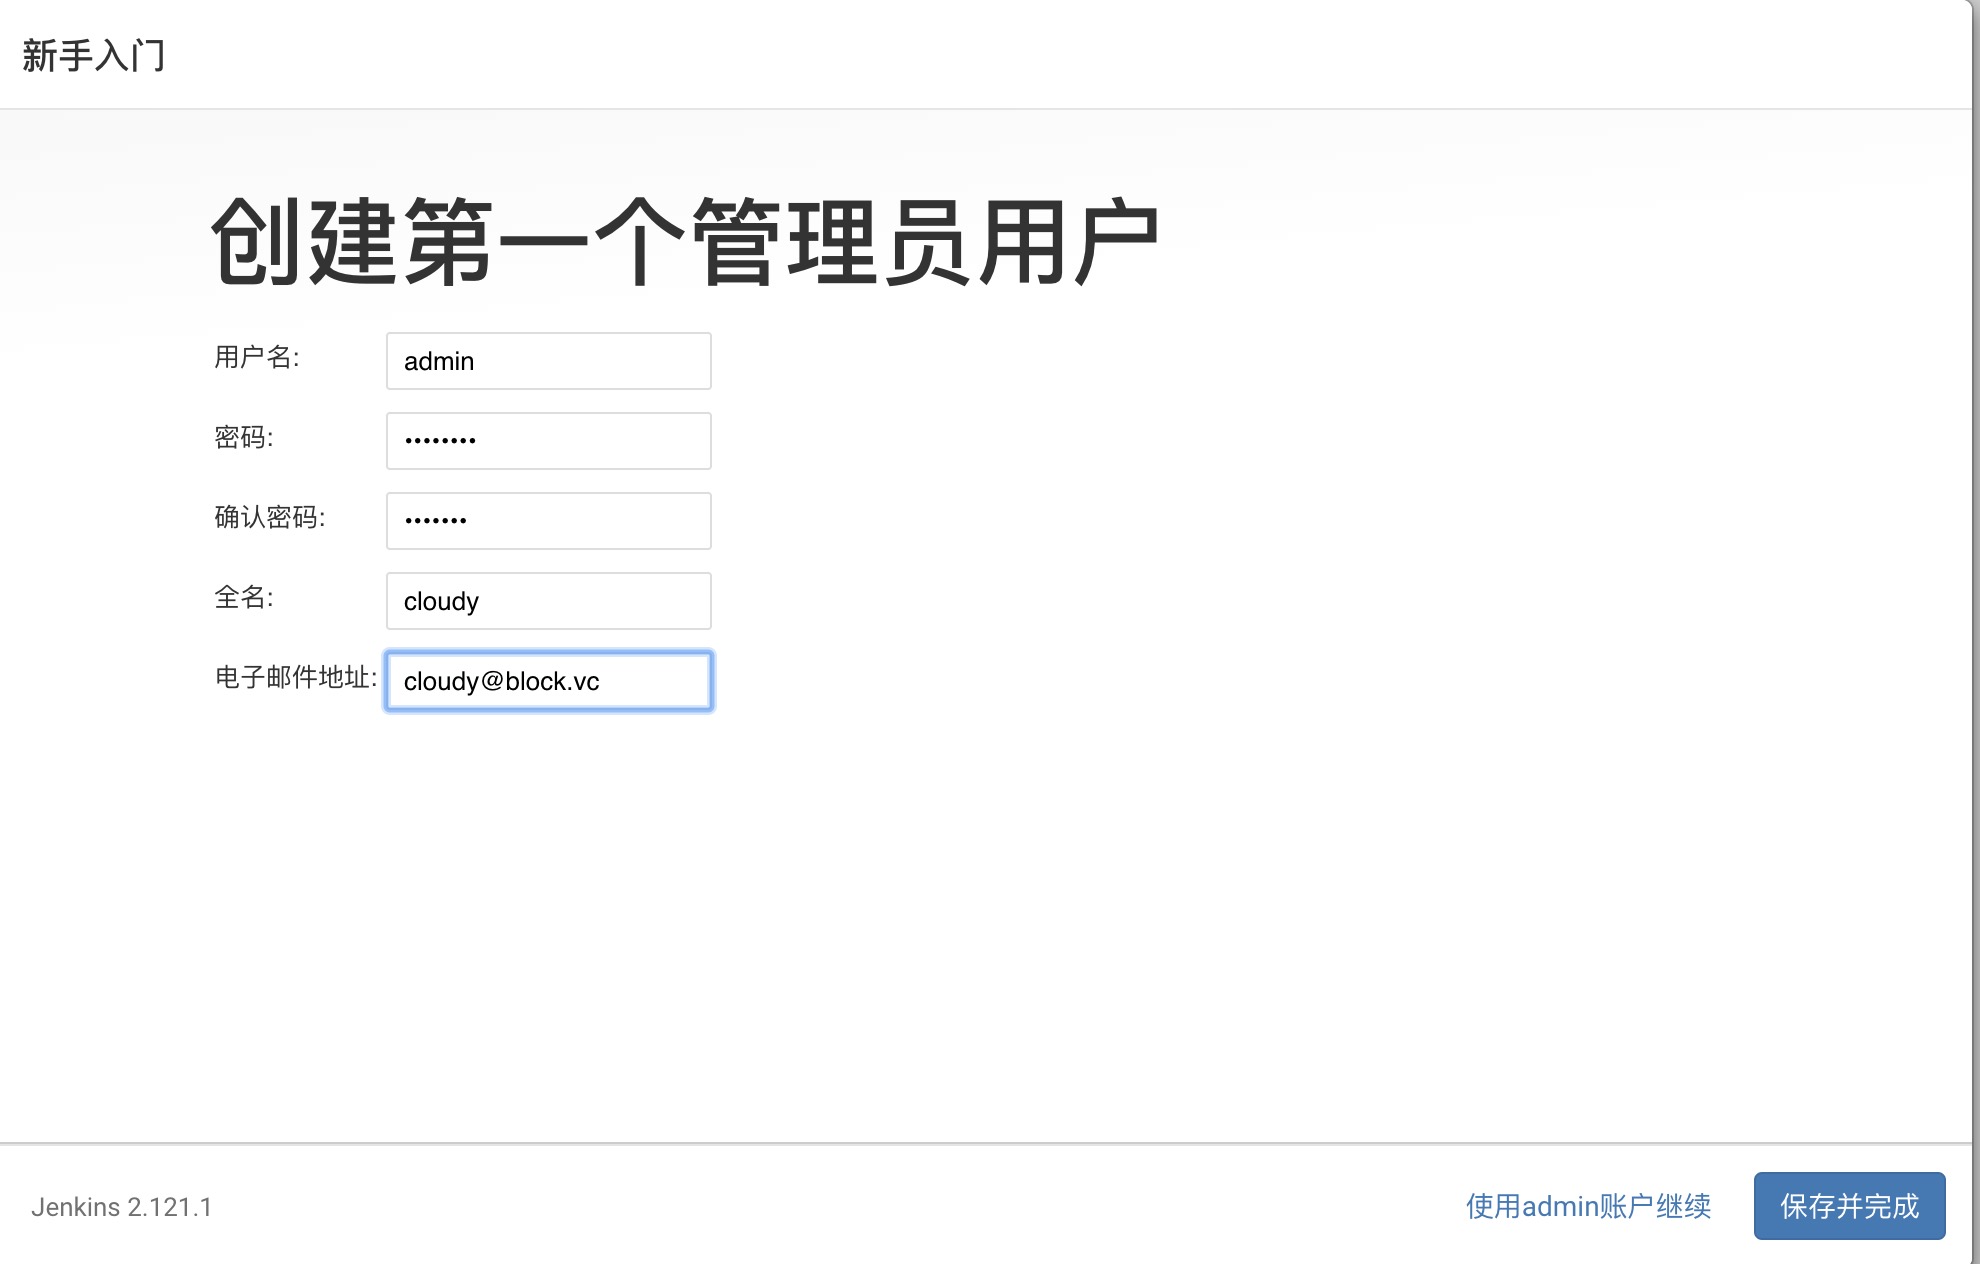 新手入门
创建第一个管理员用户
用户名: admin
密码: ••••••••
确认密码: •••••••
全名: cloudy
电子邮件地址: cloudy@block.vc
Jenkins 2.121.1 使用admin账户继续 保存并完成